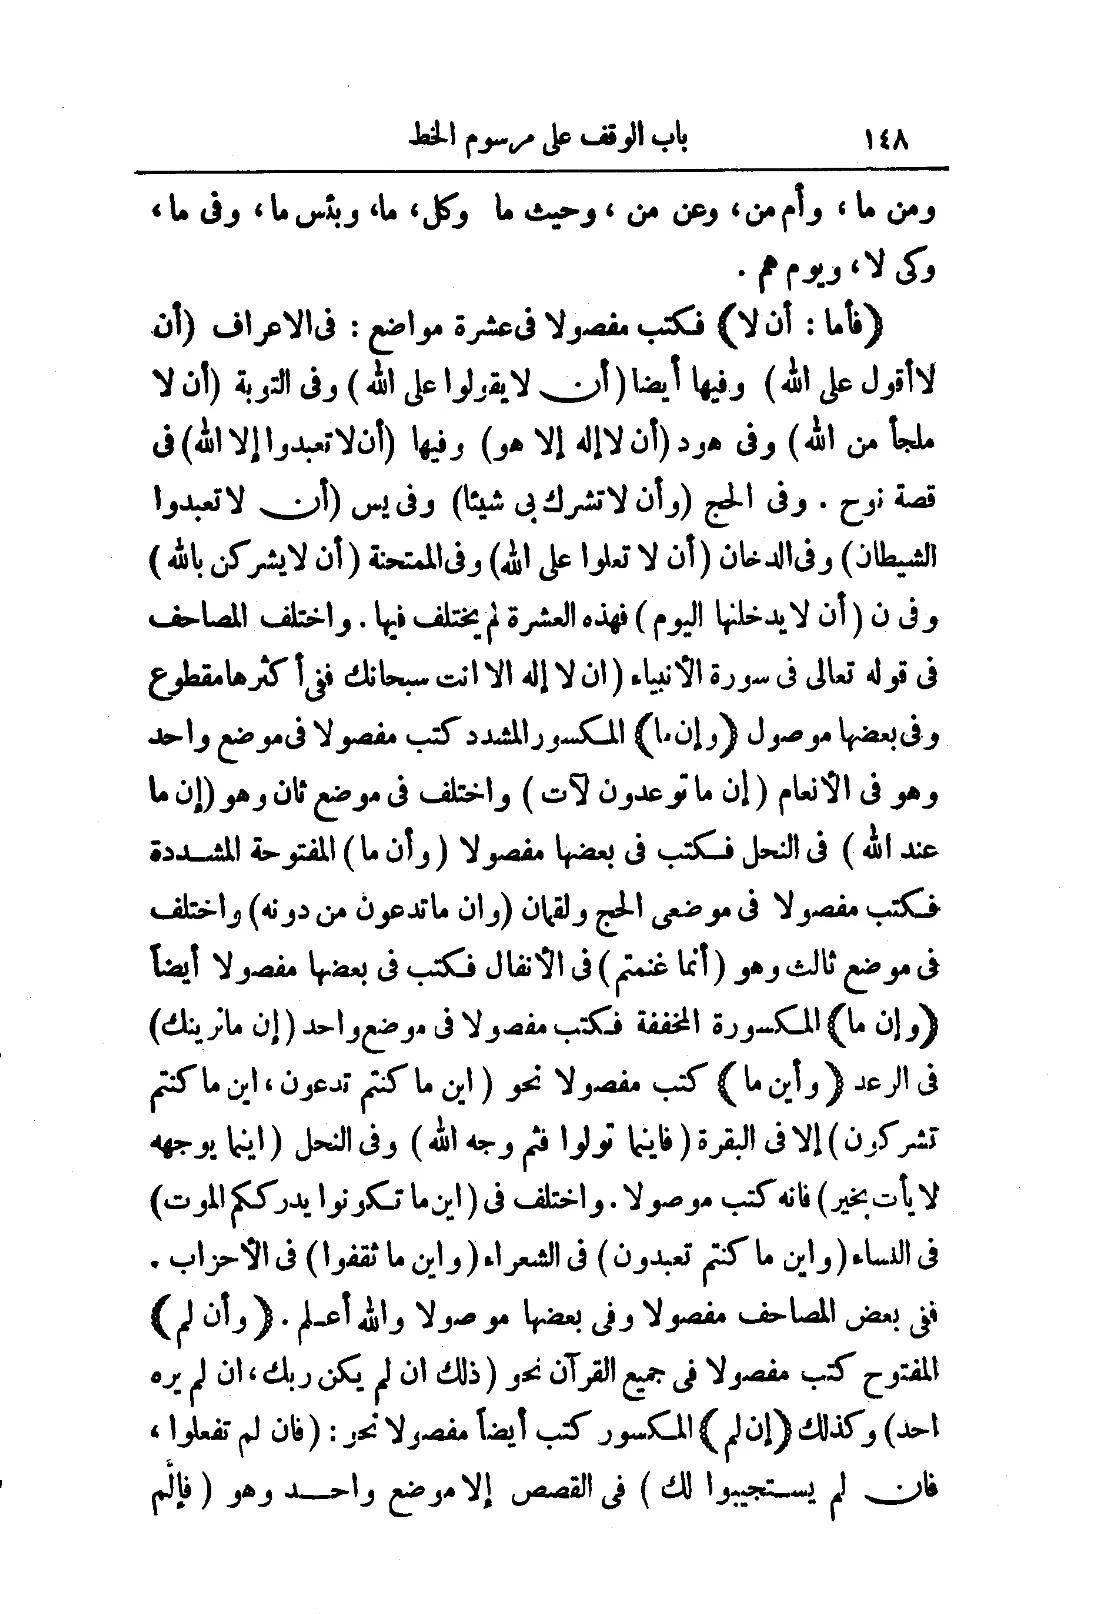 ١٤٨ باب الوقف على مرسوم الخط
ومن ما، وأم من، وعن من، وحيث ما وكل، ما، وبئس ما، وفى ما،
وكى لا، ويوم هم .
(فأما : أن لا) فكتب مفصولا فى عشرة مواضع : فى الاعراف (أن
لا أقول على الله) وفيها أيضا (أن لا يقولوا على الله) وفى التوبة (أن لا
ملجأ من الله) وفى هود (أن لا إله إلا هو) وفيها (أن لا تعبدوا إلا الله) فى
قصة نوح . وفى الحج (وأن لا تشرك بى شيئا) وفى يس (أن لا تعبدوا
الشيطان) وفى الدخان (أن لا تعلوا على الله) وفى الممتحنة (أن لا يشركن بالله)
وفى ن (أن لا يدخلنها اليوم) فهذه العشرة لم يختلف فيها . واختلف المصاحف
فى قوله تعالى فى سورة الأنبياء (ان لا إله الا انت سبحانك ففى أكثرها مقطوع
وفى بعضها موصول (وإن ما) المكسور المشدد كتب مفصولا فى موضع واحد
وهو فى الأنعام (إن ما توعدون لآت) واختلف فى موضع ثان وهو (إن ما
عند الله) فى النحل فكتب فى بعضها مفصولا (وأن ما) المفتوحة المشددة
فكتب مفصولا فى موضعى الحج ولقمان (وان ما تدعون من دونه) واختلف
فى موضع ثالث وهو (أنما غنمتم) فى الأنفال فكتب فى بعضها مفصولا أيضاً
(وإن ما) المكسورة المخففة فكتب مفصولا فى موضع واحد (إن ما نرينك)
فى الرعد (وأين ما) كتب مفصولا نحو (اين ما كنتم تدعون، اين ما كنتم
تشركون) إلا فى البقرة (فاينما تولوا فثم وجه الله) وفى النحل (اينما يوجهه
لا يأت بخير) فانه كتب موصولا . واختلف فى (اين ما تكونوا يدرككم الموت)
فى النساء (واين ما كنتم تعبدون) فى الشعراء (واين ما ثقفوا) فى الأحزاب .
ففى بعض المصاحف مفصولا وفى بعضها موصولا والله أعلم . (وأن لم)
المفتوح كتب مفصولا فى جميع القرآن نحو (ذلك ان لم يكن ربك، ان لم يره
احد) وكذلك (إن لم) المكسور كتب أيضاً مفصولا نحو : (فان لم تفعلوا ،
فان لم يستجيبوا لك) فى القصص إلا موضع واحد وهو (فإلَّم